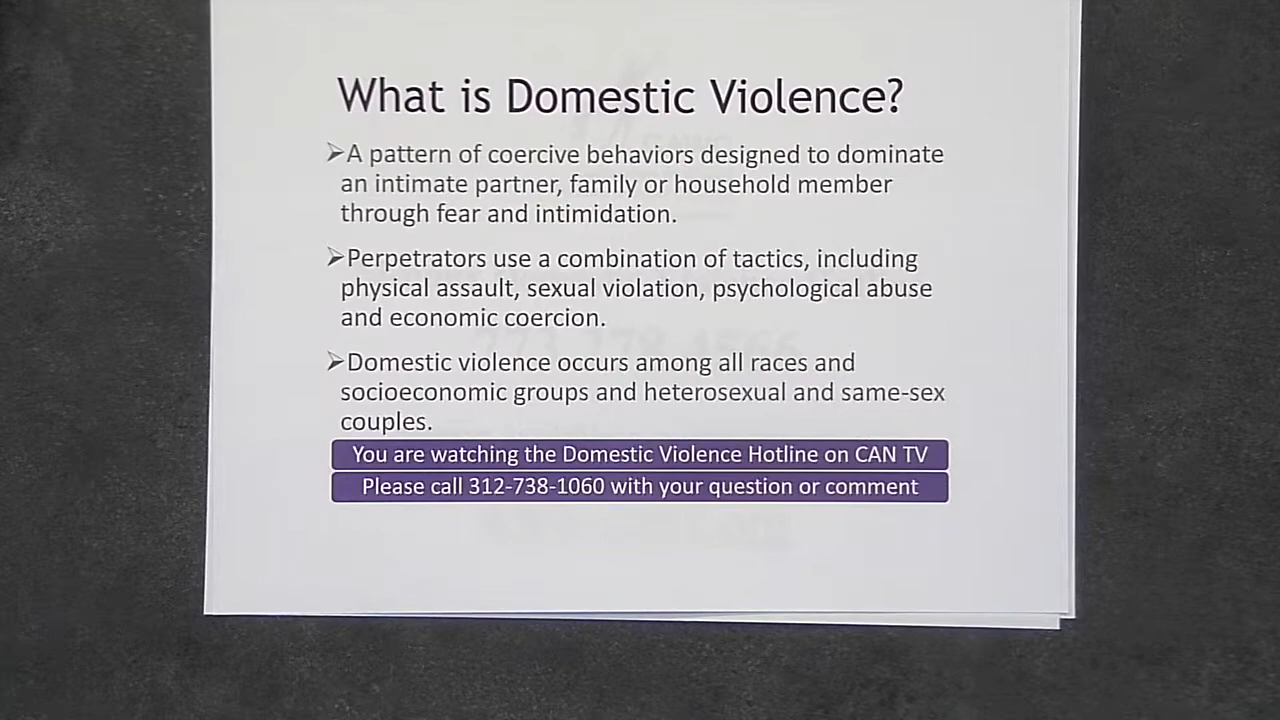 What is Domestic Violence?
➢A pattern of coercive behaviors designed to dominate
an intimate partner, family or household member
through fear and intimidation.
➢Perpetrators use a combination of tactics, including
physical assault, sexual violation, psychological abuse
and economic coercion.
➢Domestic violence occurs among all races and
socioeconomic groups and heterosexual and same-sex
couples.
You are watching the Domestic Violence Hotline on CAN TV
Please call 312-738-1060 with your question or comment